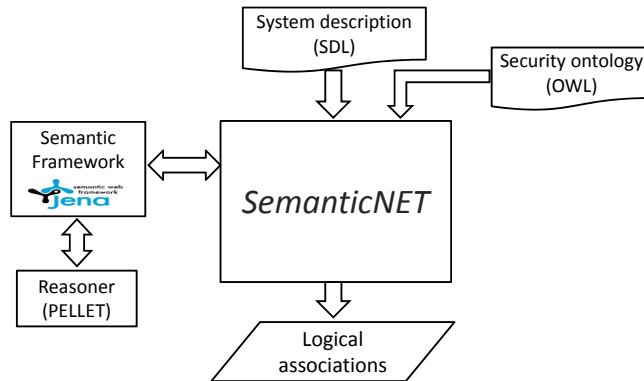 System description
(SDL)
Security ontology
(OWL)
Semantic
Framework
semantic web
framework
jena
SemanticNET
Reasoner
(PELLET)
Logical
associations